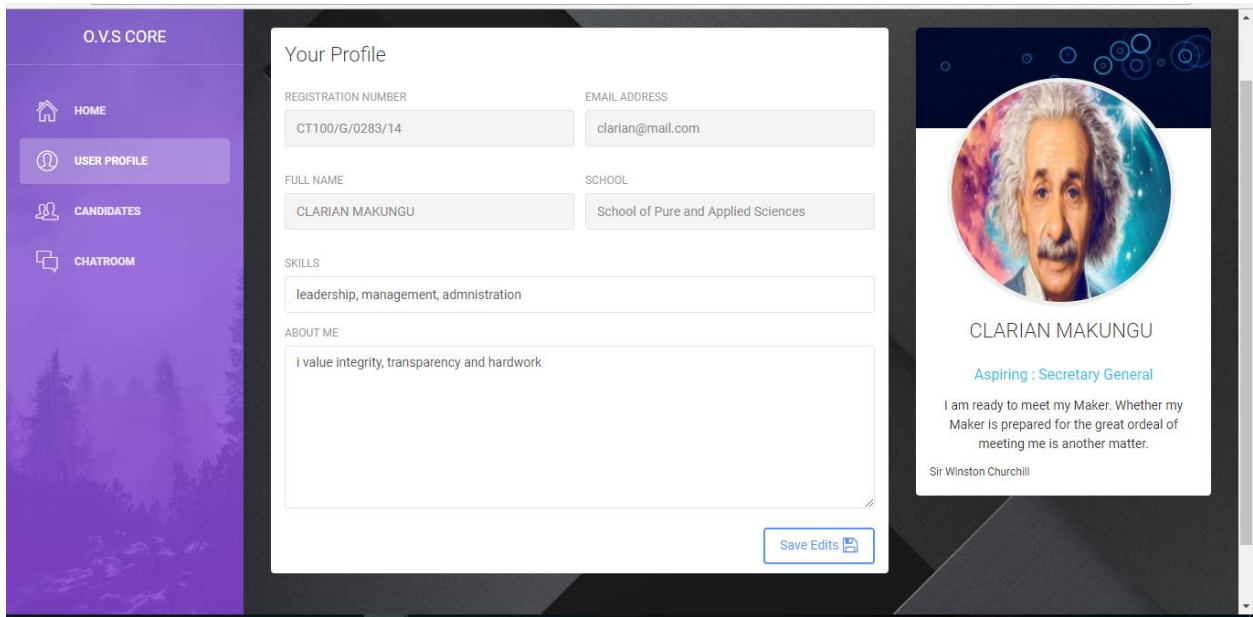 O.V.S CORE
HOME
USER PROFILE
CANDIDATES
CHATROOM
Your Profile
REGISTRATION NUMBER
CT100/G/0283/14
EMAIL ADDRESS
clarian@mail.com
FULL NAME
CLARIAN MAKUNGU
SCHOOL
School of Pure and Applied Sciences
SKILLS
leadership, management, admnistration
ABOUT ME
i value integrity, transparency and hardwork
Save Edits
CLARIAN MAKUNGU
Aspiring : Secretary General
I am ready to meet my Maker. Whether my
Maker is prepared for the great ordeal of
meeting me is another matter.
Sir Winston Churchill